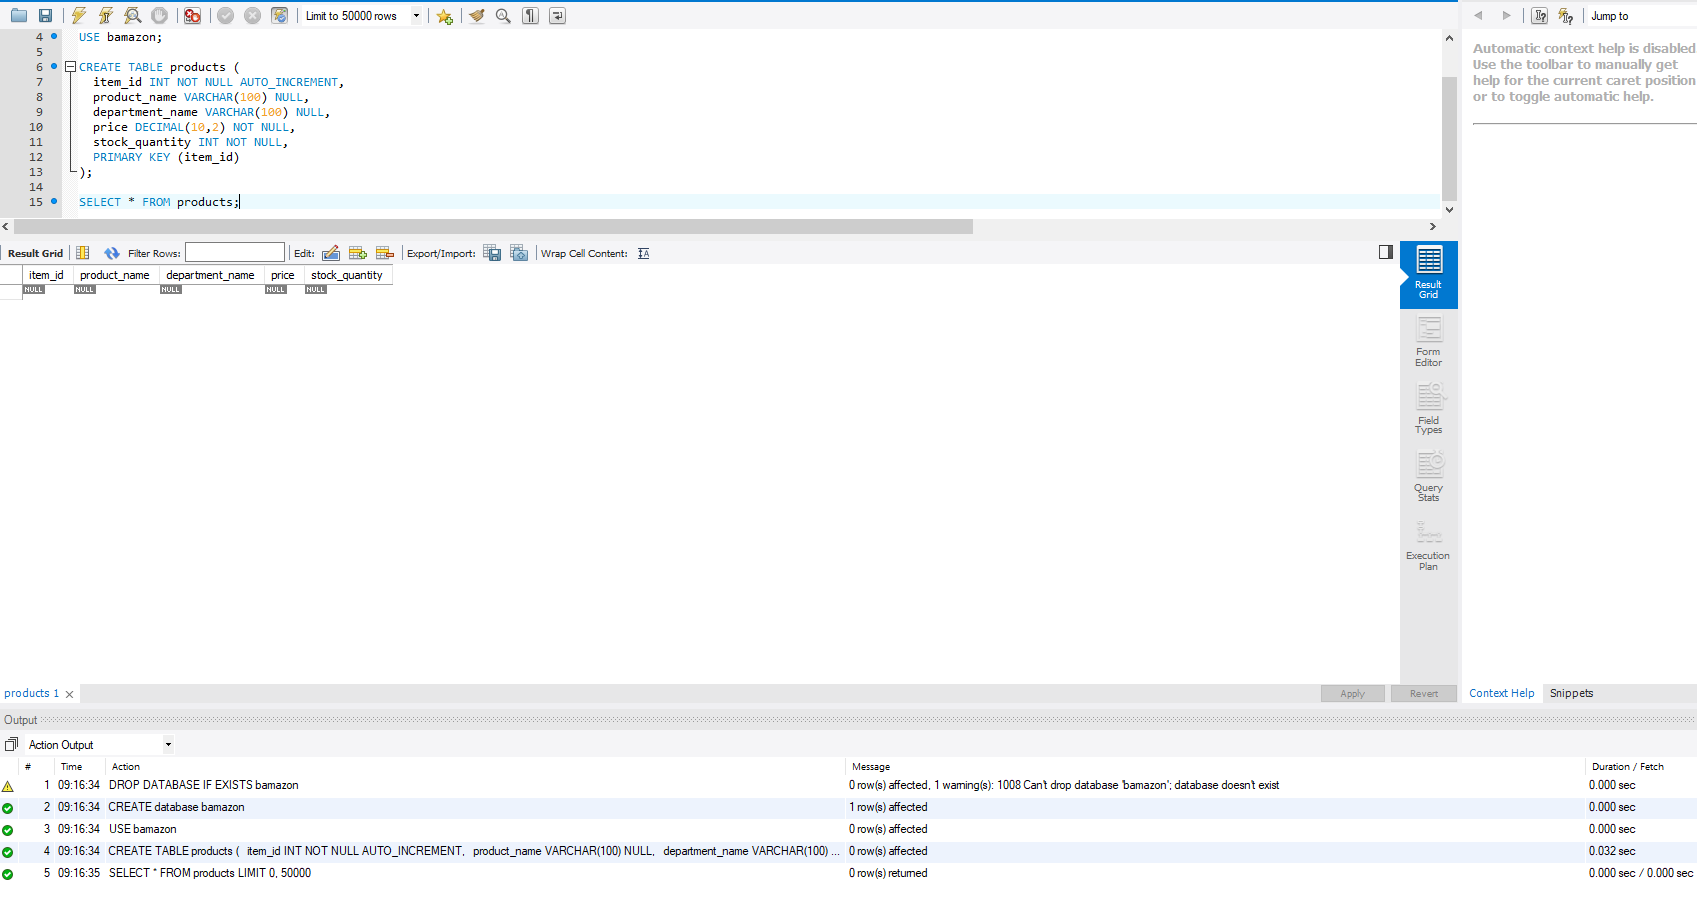 Limit to 50000 rows
Jump to
4 USE bamazon;
5
6 CREATE TABLE products (
7 item_id INT NOT NULL AUTO_INCREMENT,
8 product_name VARCHAR(100) NULL,
9 department_name VARCHAR(100) NULL,
10 price DECIMAL(10,2) NOT NULL,
11 stock_quantity INT NOT NULL,
12 PRIMARY KEY (item_id)
13 );
14
15 SELECT * FROM products;
Automatic context help is disabled
Use the toolbar to manually get
help for the current caret position
or to toggle automatic help.
Result Grid Filter Rows: Edit: Export/Import: Wrap Cell Content:
item_id product_name department_name price stock_quantity
NULL NULL NULL NULL NULL
Result
Grid
Form
Editor
Field
Types
Query
Stats
Execution
Plan
products 1 Apply Revert
Context Help Snippets
Output
Action Output
# Time Action Message Duration / Fetch
1 09:16:34 DROP DATABASE IF EXISTS bamazon 0 row(s) affected, 1 warning(s): 1008 Can't drop database 'bamazon'; database doesn't exist 0.000 sec
2 09:16:34 CREATE database bamazon 1 row(s) affected 0.000 sec
3 09:16:34 USE bamazon 0 row(s) affected 0.000 sec
4 09:16:34 CREATE TABLE products ( item_id INT NOT NULL AUTO_INCREMENT, product_name VARCHAR(100) NULL, department_name VARCHAR(100) ... 0 row(s) affected 0.032 sec
5 09:16:35 SELECT * FROM products LIMIT 0, 50000 0 row(s) returned 0.000 sec / 0.000 sec